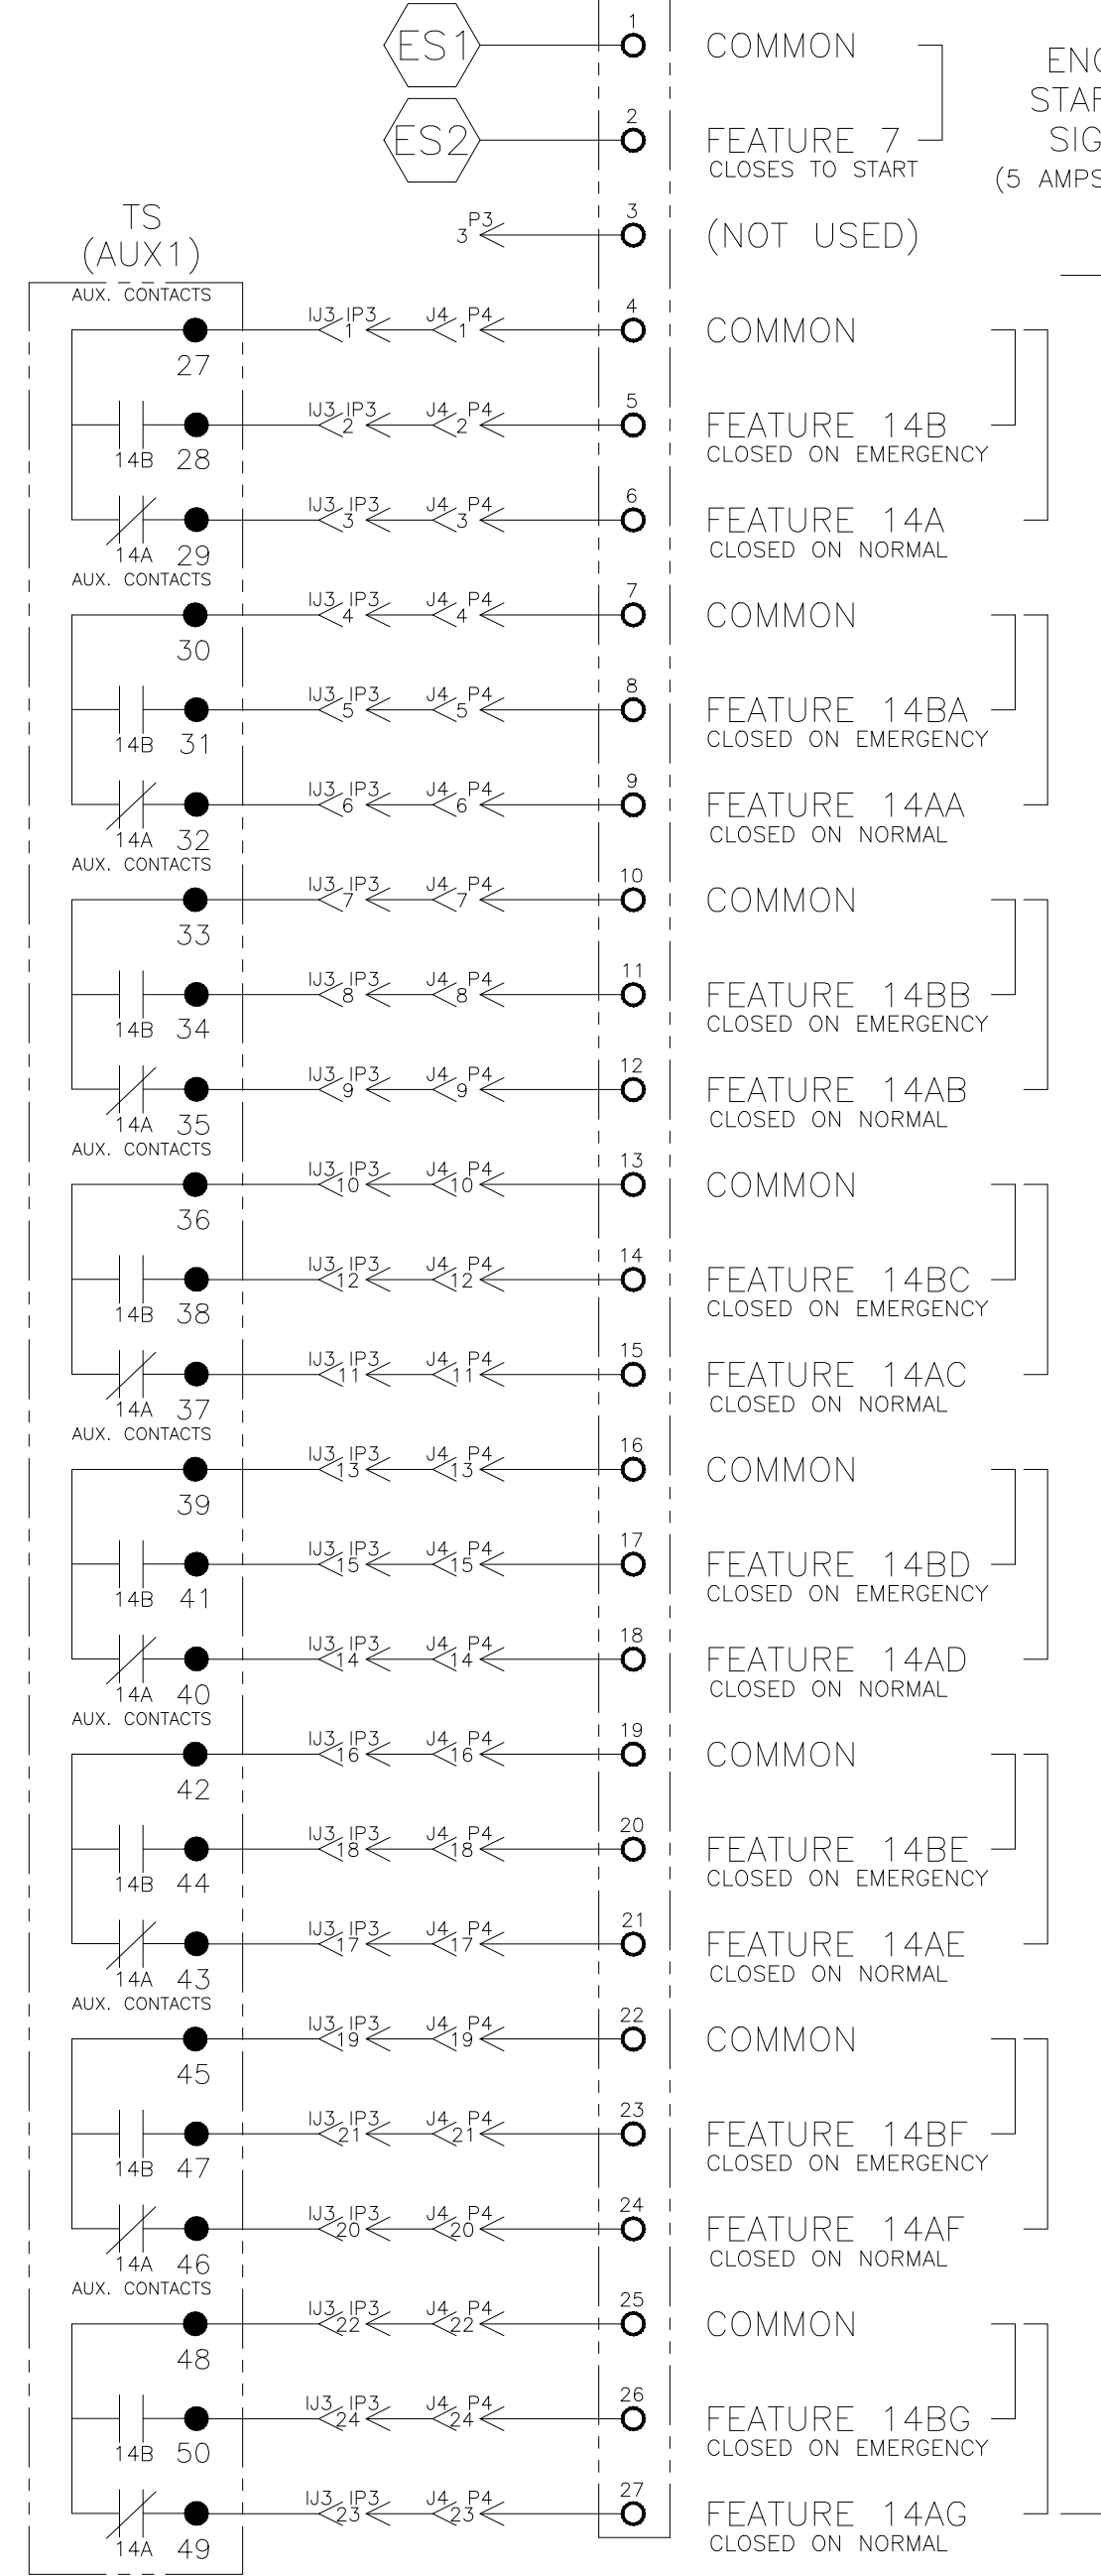 ES1 1 COMMON
ENG
STAR
ES2 2 FEATURE 7
SIG
CLOSES TO START
(5 AMPS
TS
(AUX1)
3 P3 3 (NOT USED)
AUX. CONTACTS
27 IJ3 1 IP3 J4 1 P4 4 COMMON
14B 28 IJ3 2 IP3 J4 2 P4 5 FEATURE 14B
CLOSED ON EMERGENCY
14A 29 IJ3 3 IP3 J4 3 P4 6 FEATURE 14A
CLOSED ON NORMAL
AUX. CONTACTS
30 IJ3 4 IP3 J4 4 P4 7 COMMON
14B 31 IJ3 5 IP3 J4 5 P4 8 FEATURE 14BA
CLOSED ON EMERGENCY
14A 32 IJ3 6 IP3 J4 6 P4 9 FEATURE 14AA
CLOSED ON NORMAL
AUX. CONTACTS
33 IJ3 7 IP3 J4 7 P4 10 COMMON
14B 34 IJ3 8 IP3 J4 8 P4 11 FEATURE 14BB
CLOSED ON EMERGENCY
14A 35 IJ3 9 IP3 J4 9 P4 12 FEATURE 14AB
CLOSED ON NORMAL
AUX. CONTACTS
36 IJ3 10 IP3 J4 10 P4 13 COMMON
14B 38 IJ3 12 IP3 J4 12 P4 14 FEATURE 14BC
CLOSED ON EMERGENCY
14A 37 IJ3 11 IP3 J4 11 P4 15 FEATURE 14AC
CLOSED ON NORMAL
AUX. CONTACTS
39 IJ3 13 IP3 J4 13 P4 16 COMMON
14B 41 IJ3 15 IP3 J4 15 P4 17 FEATURE 14BD
CLOSED ON EMERGENCY
14A 40 IJ3 14 IP3 J4 14 P4 18 FEATURE 14AD
CLOSED ON NORMAL
AUX. CONTACTS
42 IJ3 16 IP3 J4 16 P4 19 COMMON
14B 44 IJ3 18 IP3 J4 18 P4 20 FEATURE 14BE
CLOSED ON EMERGENCY
14A 43 IJ3 17 IP3 J4 17 P4 21 FEATURE 14AE
CLOSED ON NORMAL
AUX. CONTACTS
45 IJ3 19 IP3 J4 19 P4 22 COMMON
14B 47 IJ3 21 IP3 J4 21 P4 23 FEATURE 14BF
CLOSED ON EMERGENCY
14A 46 IJ3 20 IP3 J4 20 P4 24 FEATURE 14AF
CLOSED ON NORMAL
AUX. CONTACTS
48 IJ3 22 IP3 J4 22 P4 25 COMMON
14B 50 IJ3 24 IP3 J4 24 P4 26 FEATURE 14BG
CLOSED ON EMERGENCY
14A 49 IJ3 23 IP3 J4 23 P4 27 FEATURE 14AG
CLOSED ON NORMAL